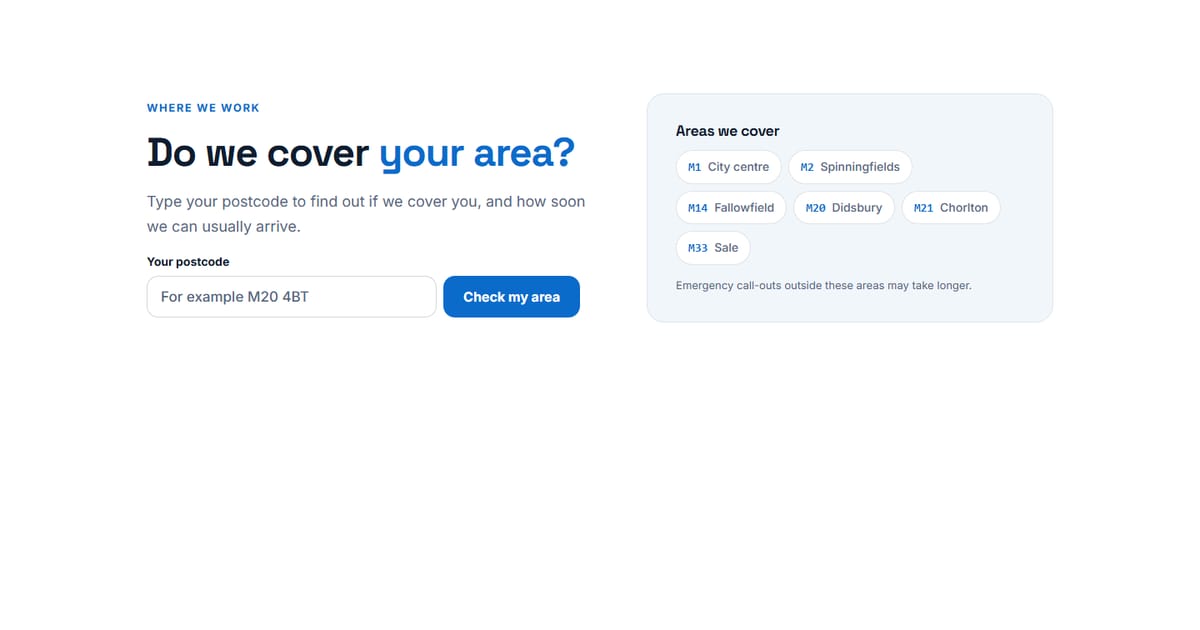 WHERE WE WORK
Do we cover your area?
Type your postcode to find out if we cover you, and how soon
we can usually arrive.
Your postcode
For example M20 4BT
Check my area
Areas we cover
M1 City centre
M2 Spinningfields
M14 Fallowfield
M20 Didsbury
M21 Chorlton
M33 Sale
Emergency call-outs outside these areas may take longer.